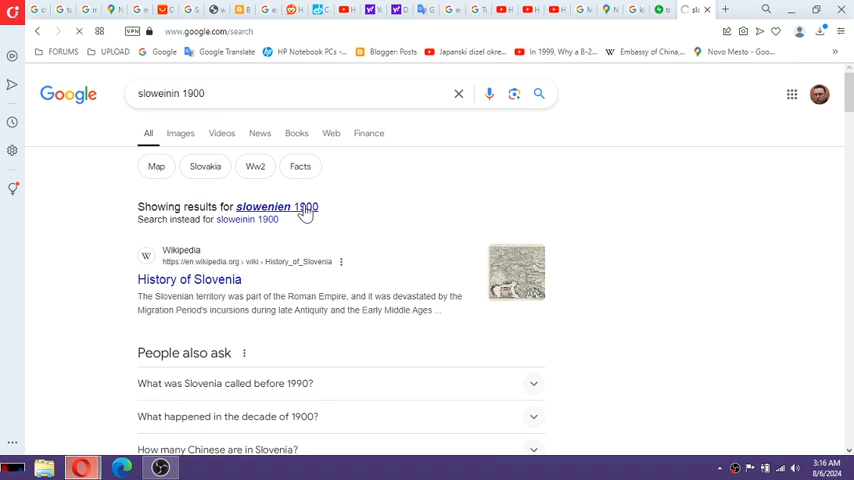 www.google.com/search
VPN
FORUMS
UPLOAD
Google
Google Translate
HP Notebook PCs -...
Blogger: Posts
Japanski dizel okre...
In 1999, Why a B-2...
Embassy of China,...
Novo Mesto - Goo...
Google
sloweinin 1900
All
Images
Videos
News
Books
Web
Finance
Map
Slovakia
Ww2
Facts
Showing results for slowenien 1900
Search instead for sloweinin 1900
W
Wikipedia
https://en.wikipedia.org › wiki › History_of_Slovenia
History of Slovenia
The Slovenian territory was part of the Roman Empire, and it was devastated by the
Migration Period's incursions during late Antiquity and the Early Middle Ages ...
People also ask
What was Slovenia called before 1990?
What happened in the decade of 1900?
How many Chinese are in Slovenia?
3:16 AM
8/6/2024